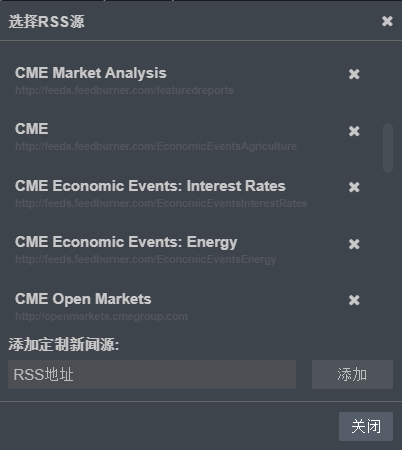 选择RSS源
CME Market Analysis
http://feeds.feedburner.com/featuredreports
CME
http://feeds.feedburner.com/EconomicEventsAgriculture
CME Economic Events: Interest Rates
http://feeds.feedburner.com/EconomicEventsInterestRates
CME Economic Events: Energy
http://feeds.feedburner.com/EconomicEventsEnergy
CME Open Markets
http://openmarkets.cmegroup.com
添加定制新闻源:
RSS地址
添加
关闭